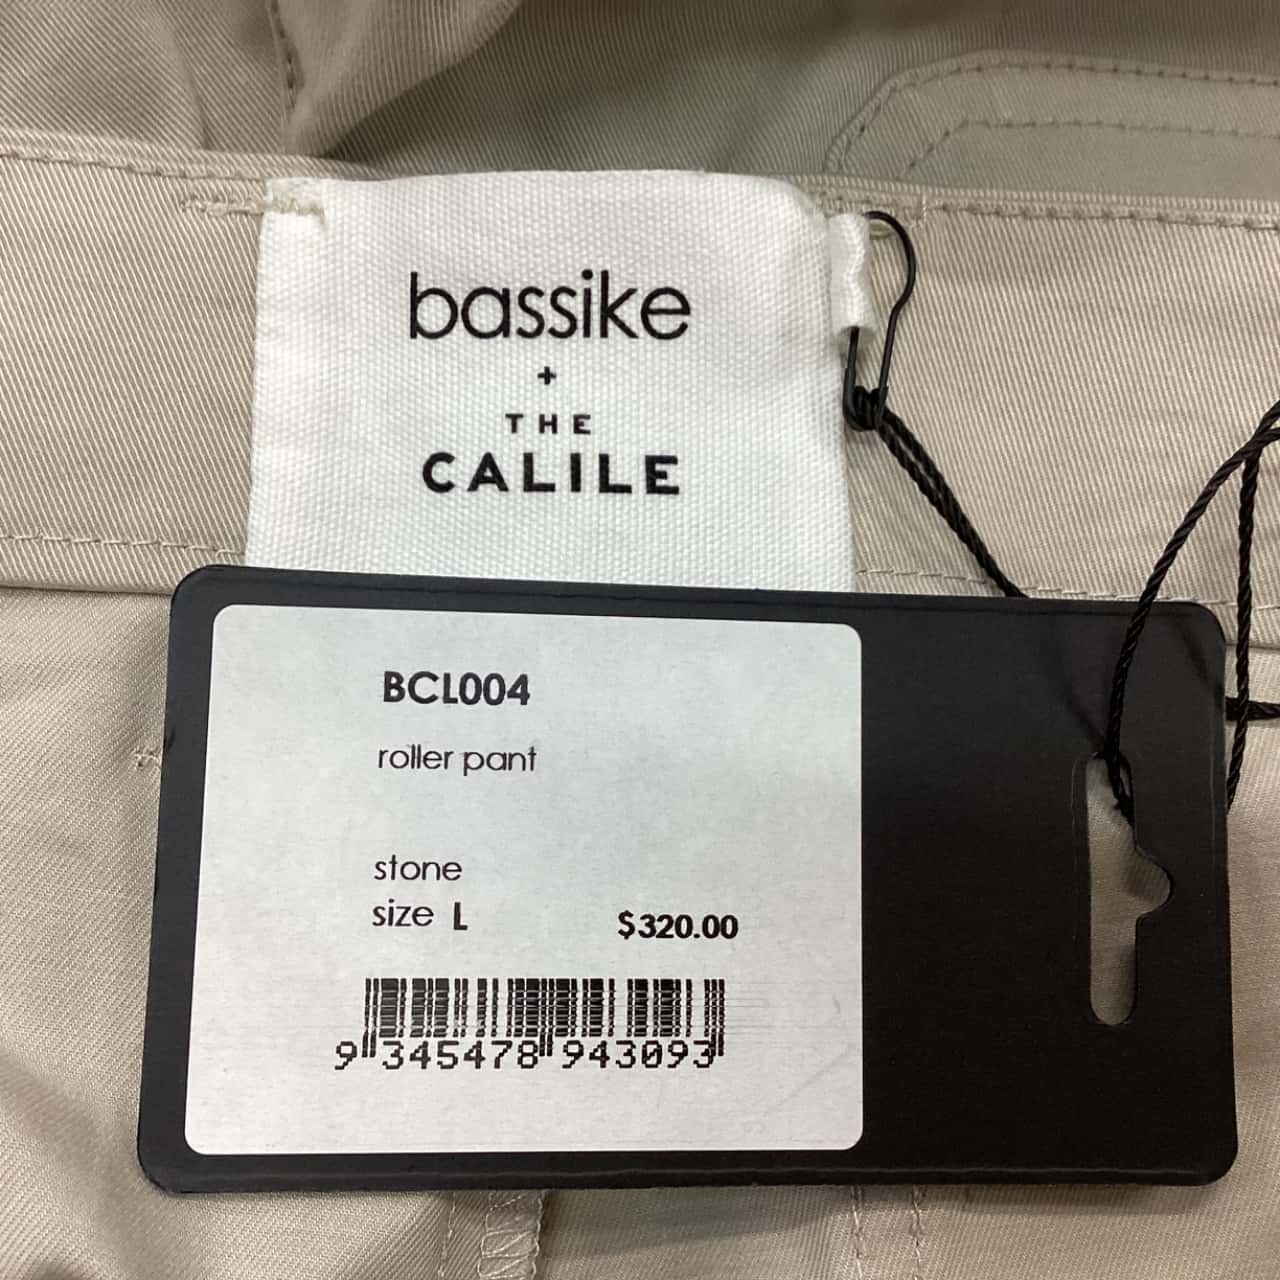 bassike
+
THE
CALILE
BCL004
roller pant
stone
size L
$320.00
9 345478 943093